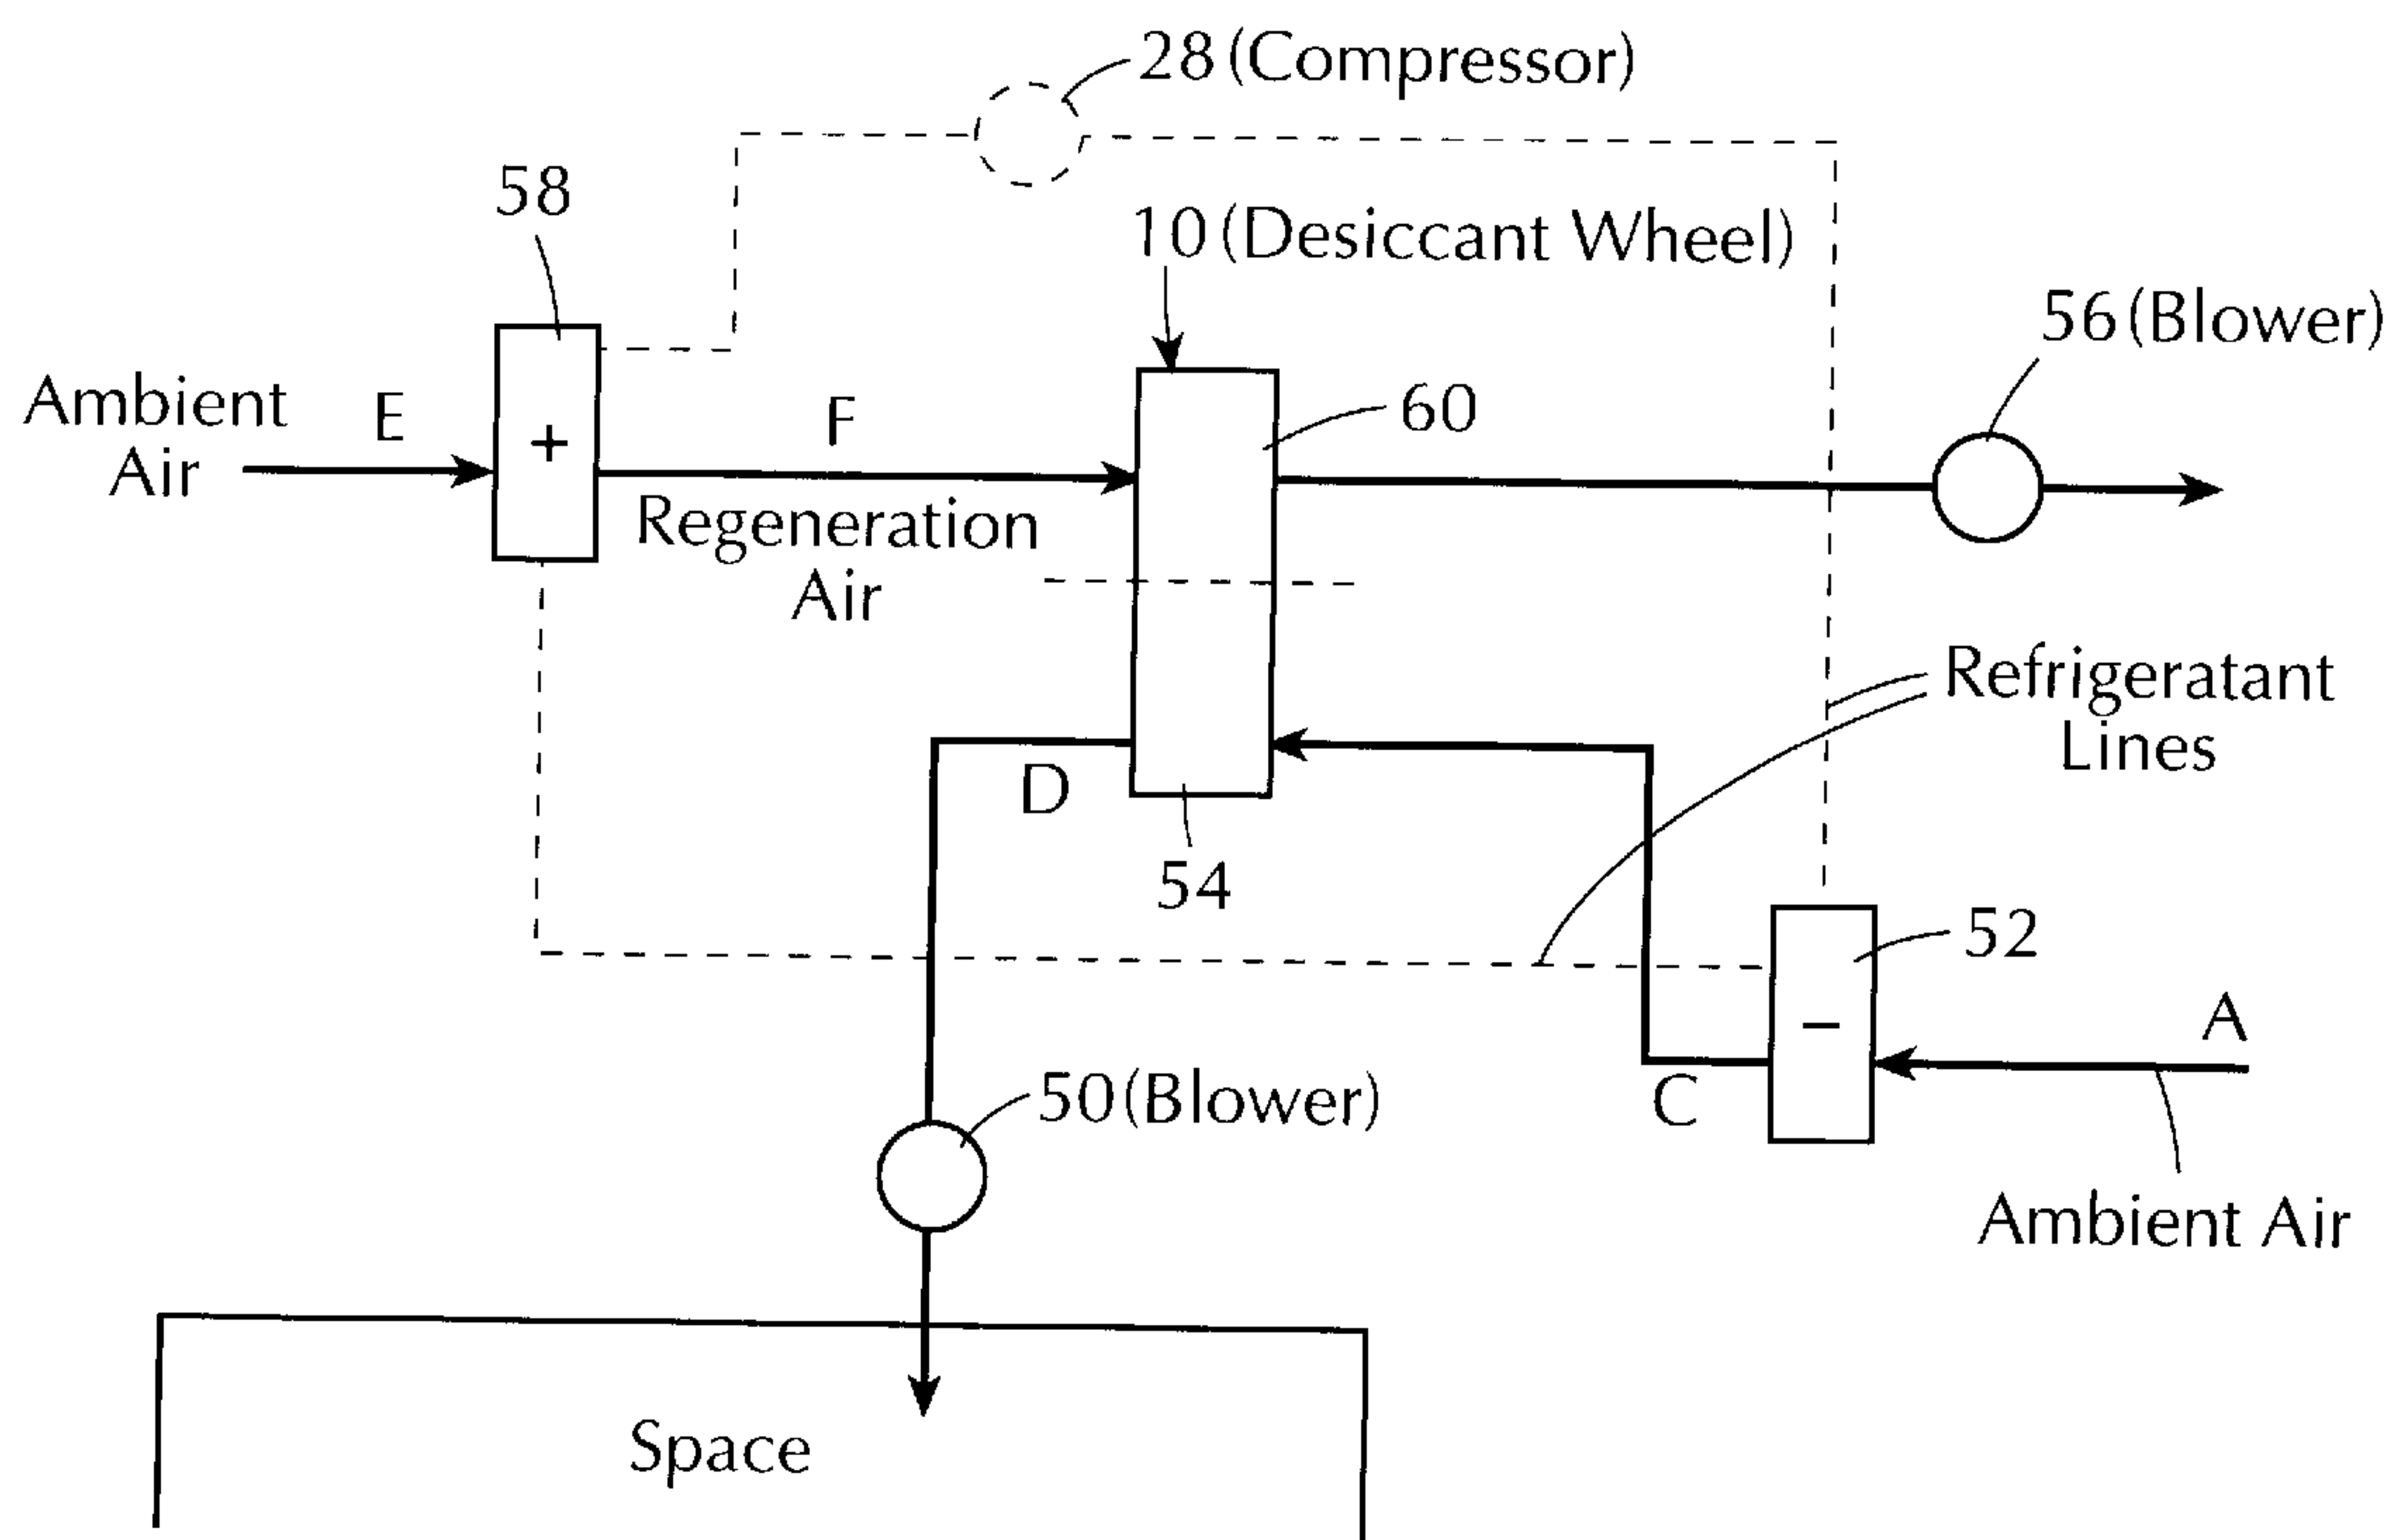 28 (Compressor)
58
10 (Desiccant Wheel)
56 (Blower)
Ambient
Air
E
+
F
60
Regeneration
Air
Refrigeratant
Lines
D
54
52
−
A
C
50 (Blower)
Ambient Air
Space